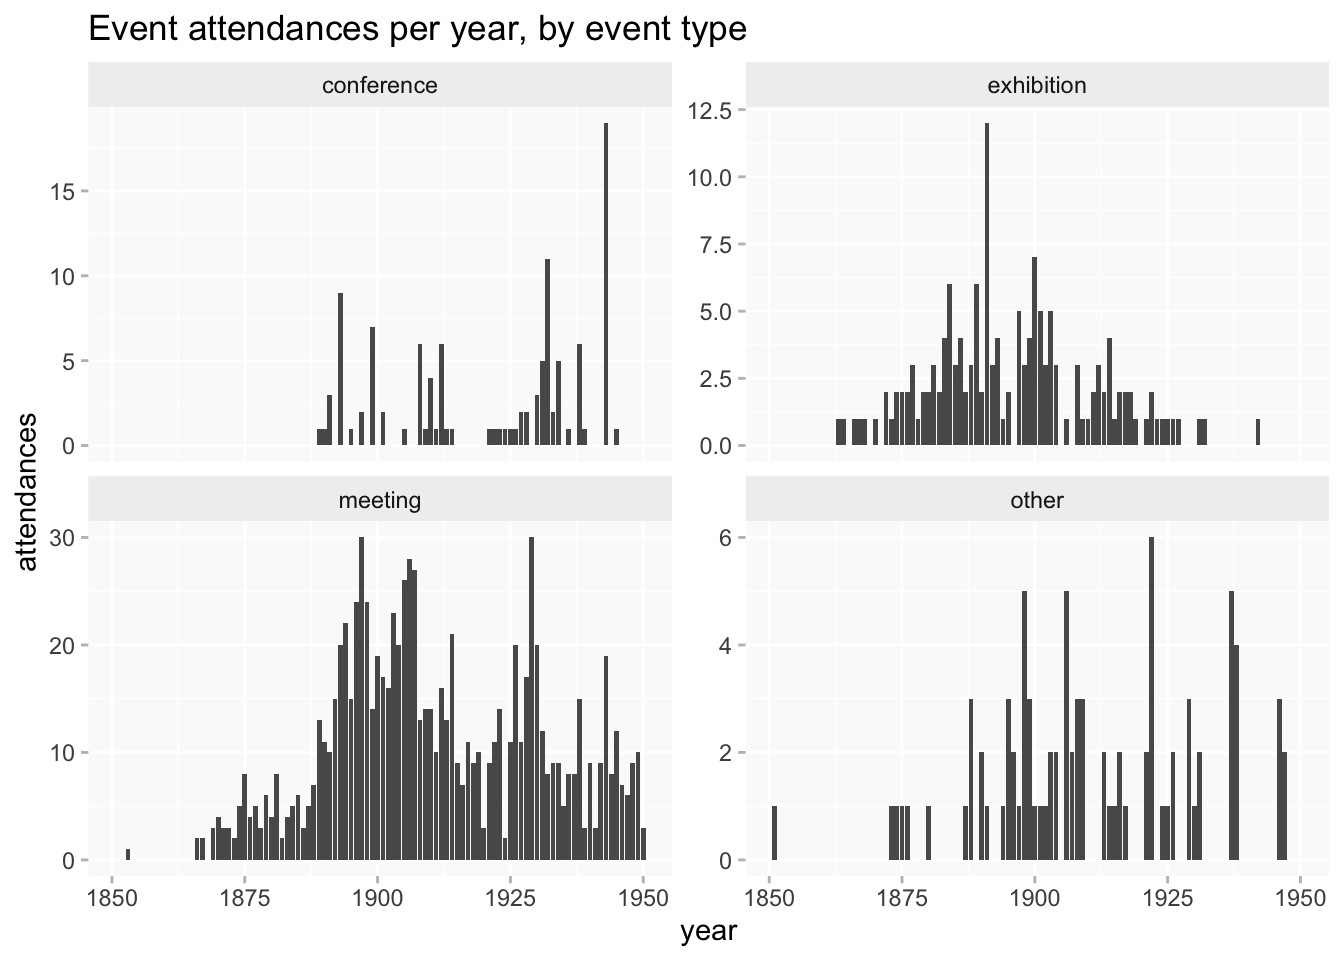 Event attendances per year, by event type
conference
exhibition
15
10
5
0
12.5
10.0
7.5
5.0
2.5
0.0
attendances
meeting
other
30
20
10
0
6
4
2
0
1850 1875 1900 1925 1950
1850 1875 1900 1925 1950
year